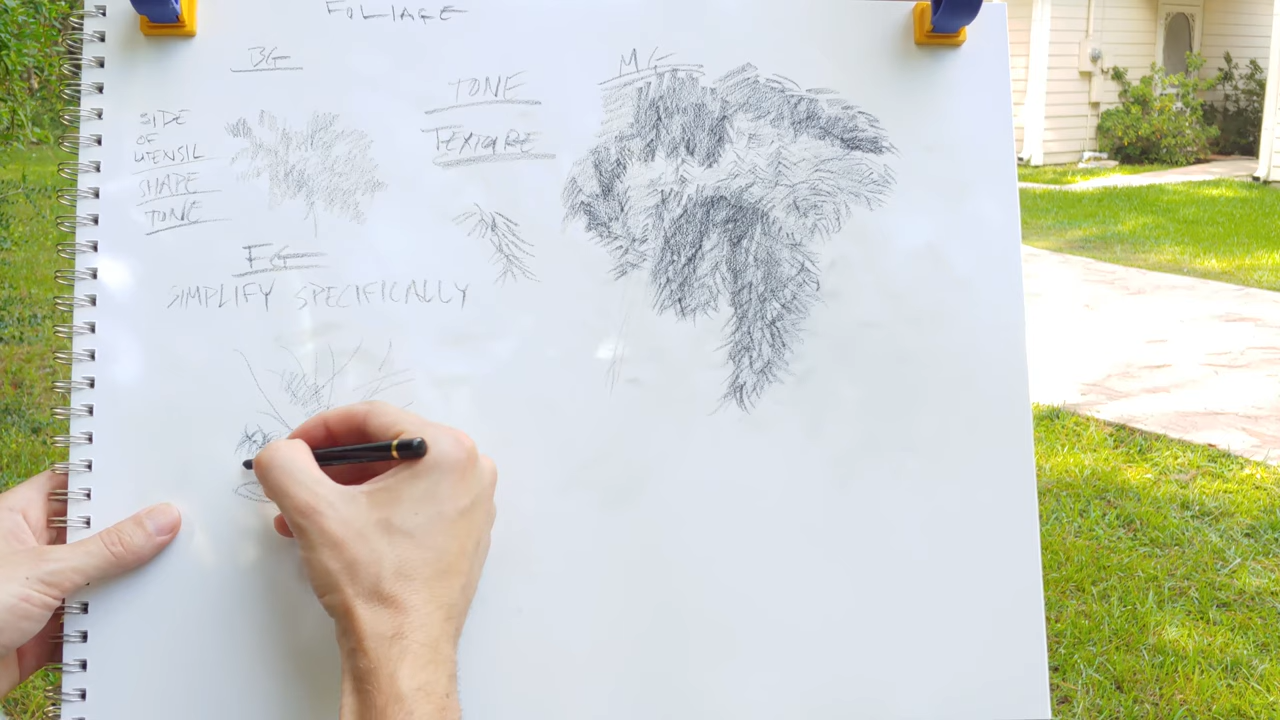 FOLIAGE
BG
SIDE
OF
UTENSIL
SHAPE
TONE
TONE
TEXTURE
MG
FG
SIMPLIFY SPECIFICALLY